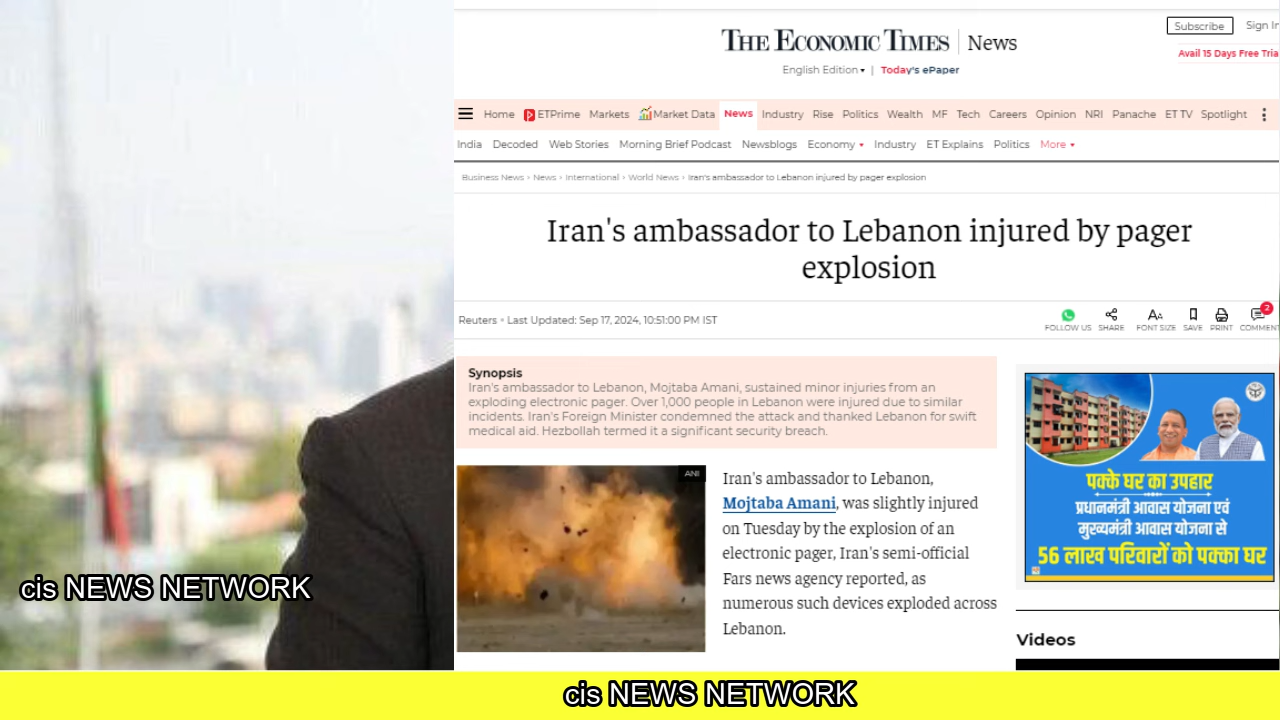 THE ECONOMIC TIMES | News
Subscribe Sign In
Avail 15 Days Free Tria
English Edition ▾ | Today's ePaper
Home ETPrime Markets Market Data News Industry Rise Politics Wealth MF Tech Careers Opinion NRI Panache ET TV Spotlight
India Decoded Web Stories Morning Brief Podcast Newsblogs Economy ▾ Industry ET Explains Politics More ▾
Business News › News › International › World News › Iran's ambassador to Lebanon injured by pager explosion
Iran's ambassador to Lebanon injured by pager
explosion
Reuters • Last Updated: Sep 17, 2024, 10:51:00 PM IST
2
FOLLOW US SHARE FONT SIZE SAVE PRINT COMMENT
Synopsis
Iran's ambassador to Lebanon, Mojtaba Amani, sustained minor injuries from an
exploding electronic pager. Over 1,000 people in Lebanon were injured due to similar
incidents. Iran's Foreign Minister condemned the attack and thanked Lebanon for swift
medical aid. Hezbollah termed it a significant security breach.
ANI
Iran's ambassador to Lebanon,
Mojtaba Amani, was slightly injured
on Tuesday by the explosion of an
electronic pager, Iran's semi-official
Fars news agency reported, as
numerous such devices exploded across
Lebanon.
पक्के घर का उपहार
प्रधानमंत्री आवास योजना एवं
मुख्यमंत्री आवास योजना से
56 लाख परिवारों को पक्का घर
Videos
cis NEWS NETWORK
cis NEWS NETWORK